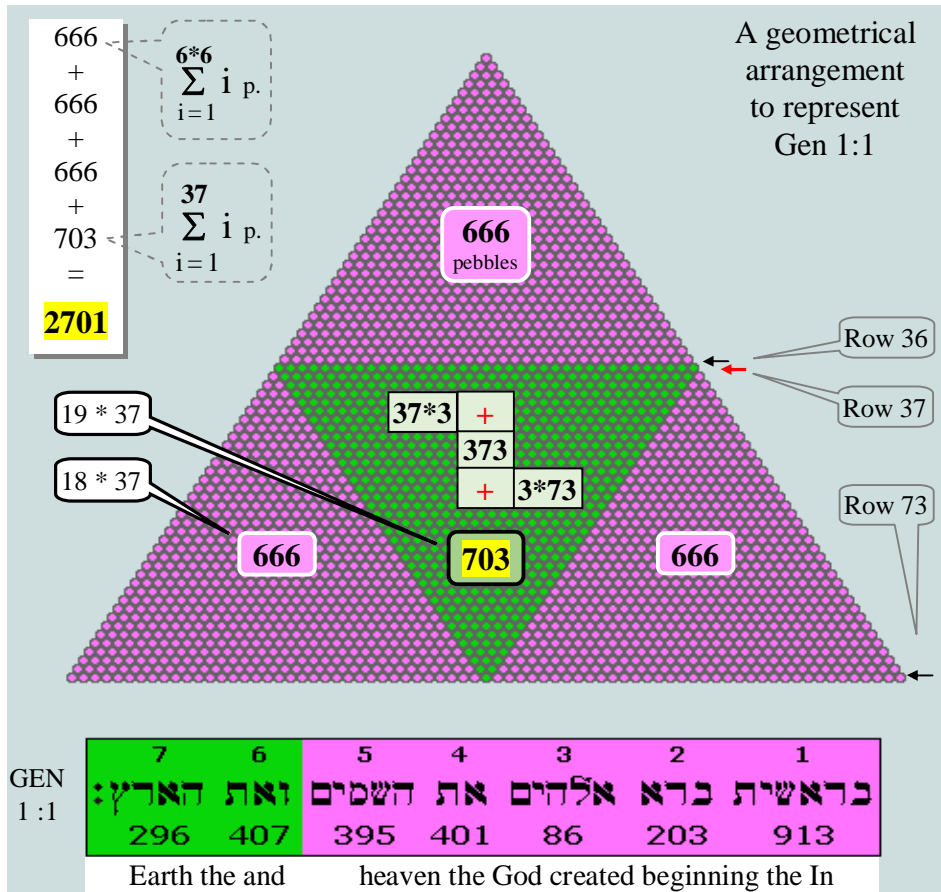 666
+
666
+
666
+
703
=
2701
6*6
Σ i p.
i = 1
37
Σ i p.
i = 1
A geometrical
arrangement
to represent
Gen 1:1
666
pebbles
Row 36
Row 37
Row 73
19 * 37
18 * 37
37*3 +
373
+ 3*73
666
703
666
GEN
1 :1
7 6 5 4 3 2 1
בראשית ברא אלהים את השמים ואת הארץ:
296 407 395 401 86 203 913
Earth the and heaven the God created beginning the In